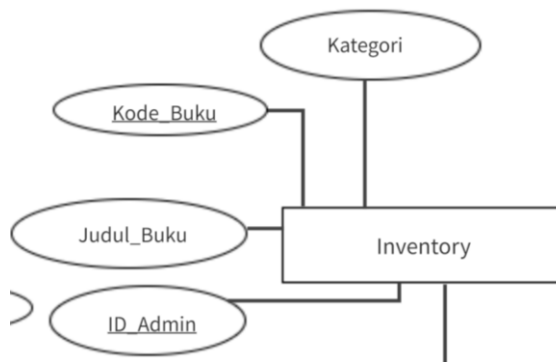 Kategori
Kode_Buku
Judul_Buku
Inventory
ID_Admin